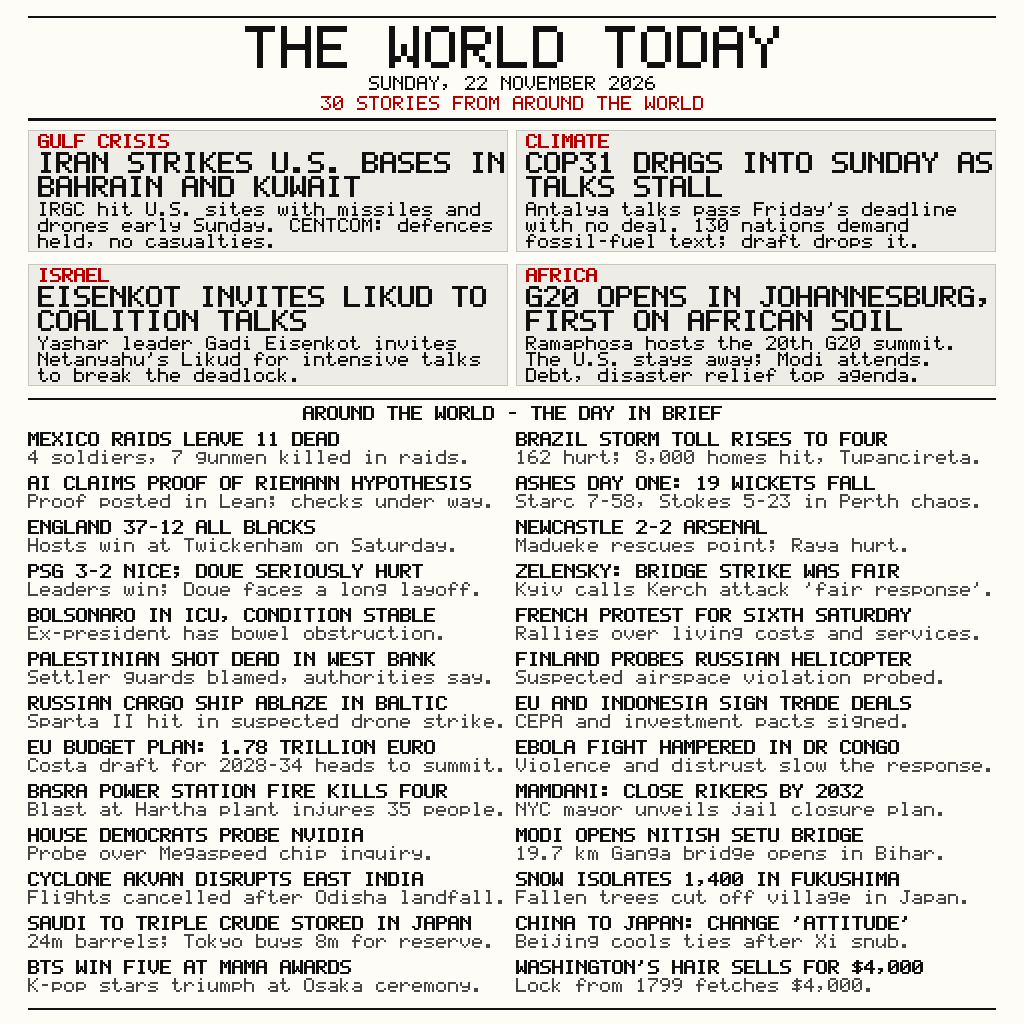 THE WORLD TODAY
SUNDAY, 22 NOVEMBER 2026
30 STORIES FROM AROUND THE WORLD
GULF CRISIS
IRAN STRIKES U.S. BASES IN
BAHRAIN AND KUWAIT
IRGC hit U.S. sites with missiles and
drones early Sunday. CENTCOM: defences
held, no casualties.
CLIMATE
COP31 DRAGS INTO SUNDAY AS
TALKS STALL
Antalya talks pass Friday's deadline
with no deal. 130 nations demand
fossil-fuel text; draft drops it.
ISRAEL
EISENKOT INVITES LIKUD TO
COALITION TALKS
Yashar leader Gadi Eisenkot invites
Netanyahu's Likud for intensive talks
to break the deadlock.
AFRICA
G20 OPENS IN JOHANNESBURG,
FIRST ON AFRICAN SOIL
Ramaphosa hosts the 20th G20 summit.
The U.S. stays away; Modi attends.
Debt, disaster relief top agenda.
AROUND THE WORLD - THE DAY IN BRIEF
MEXICO RAIDS LEAVE 11 DEAD
4 soldiers, 7 gunmen killed in raids.
BRAZIL STORM TOLL RISES TO FOUR
162 hurt; 8,000 homes hit, Tupancireta.
AI CLAIMS PROOF OF RIEMANN HYPOTHESIS
Proof posted in Lean; checks under way.
ASHES DAY ONE: 19 WICKETS FALL
Starc 7-58, Stokes 5-23 in Perth chaos.
ENGLAND 37-12 ALL BLACKS
Hosts win at Twickenham on Saturday.
NEWCASTLE 2-2 ARSENAL
Madueke rescues point; Raya hurt.
PSG 3-2 NICE; DOUE SERIOUSLY HURT
Leaders win; Doue faces a long layoff.
ZELENSKY: BRIDGE STRIKE WAS FAIR
Kyiv calls Kerch attack 'fair response'.
BOLSONARO IN ICU, CONDITION STABLE
Ex-president has bowel obstruction.
FRENCH PROTEST FOR SIXTH SATURDAY
Rallies over living costs and services.
PALESTINIAN SHOT DEAD IN WEST BANK
Settler guards blamed, authorities say.
FINLAND PROBES RUSSIAN HELICOPTER
Suspected airspace violation probed.
RUSSIAN CARGO SHIP ABLAZE IN BALTIC
Sparta II hit in suspected drone strike.
EU AND INDONESIA SIGN TRADE DEALS
CEPA and investment pacts signed.
EU BUDGET PLAN: 1.78 TRILLION EURO
Costa draft for 2028-34 heads to summit.
EBOLA FIGHT HAMPERED IN DR CONGO
Violence and distrust slow the response.
BASRA POWER STATION FIRE KILLS FOUR
Blast at Hartha plant injures 35 people.
MAMDANI: CLOSE RIKERS BY 2032
NYC mayor unveils jail closure plan.
HOUSE DEMOCRATS PROBE NVIDIA
Probe over Megaspeed chip inquiry.
MODI OPENS NITISH SETU BRIDGE
19.7 km Ganga bridge opens in Bihar.
CYCLONE AKVAN DISRUPTS EAST INDIA
Flights cancelled after Odisha landfall.
SNOW ISOLATES 1,400 IN FUKUSHIMA
Fallen trees cut off village in Japan.
SAUDI TO TRIPLE CRUDE STORED IN JAPAN
24m barrels; Tokyo buys 8m for reserve.
CHINA TO JAPAN: CHANGE 'ATTITUDE'
Beijing cools ties after Xi snub.
BTS WIN FIVE AT MAMA AWARDS
K-pop stars triumph at Osaka ceremony.
WASHINGTON'S HAIR SELLS FOR $4,000
Lock from 1799 fetches $4,000.